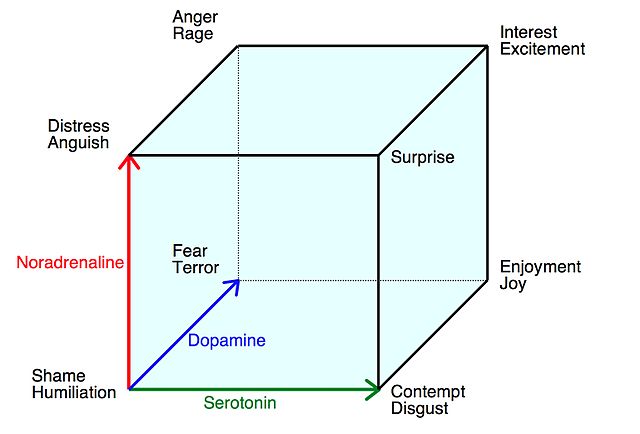 Anger
Rage
Interest
Excitement
Distress
Anguish
Surprise
Noradrenaline
Fear
Terror
Enjoyment
Joy
Dopamine
Shame
Humiliation
Serotonin
Contempt
Disgust